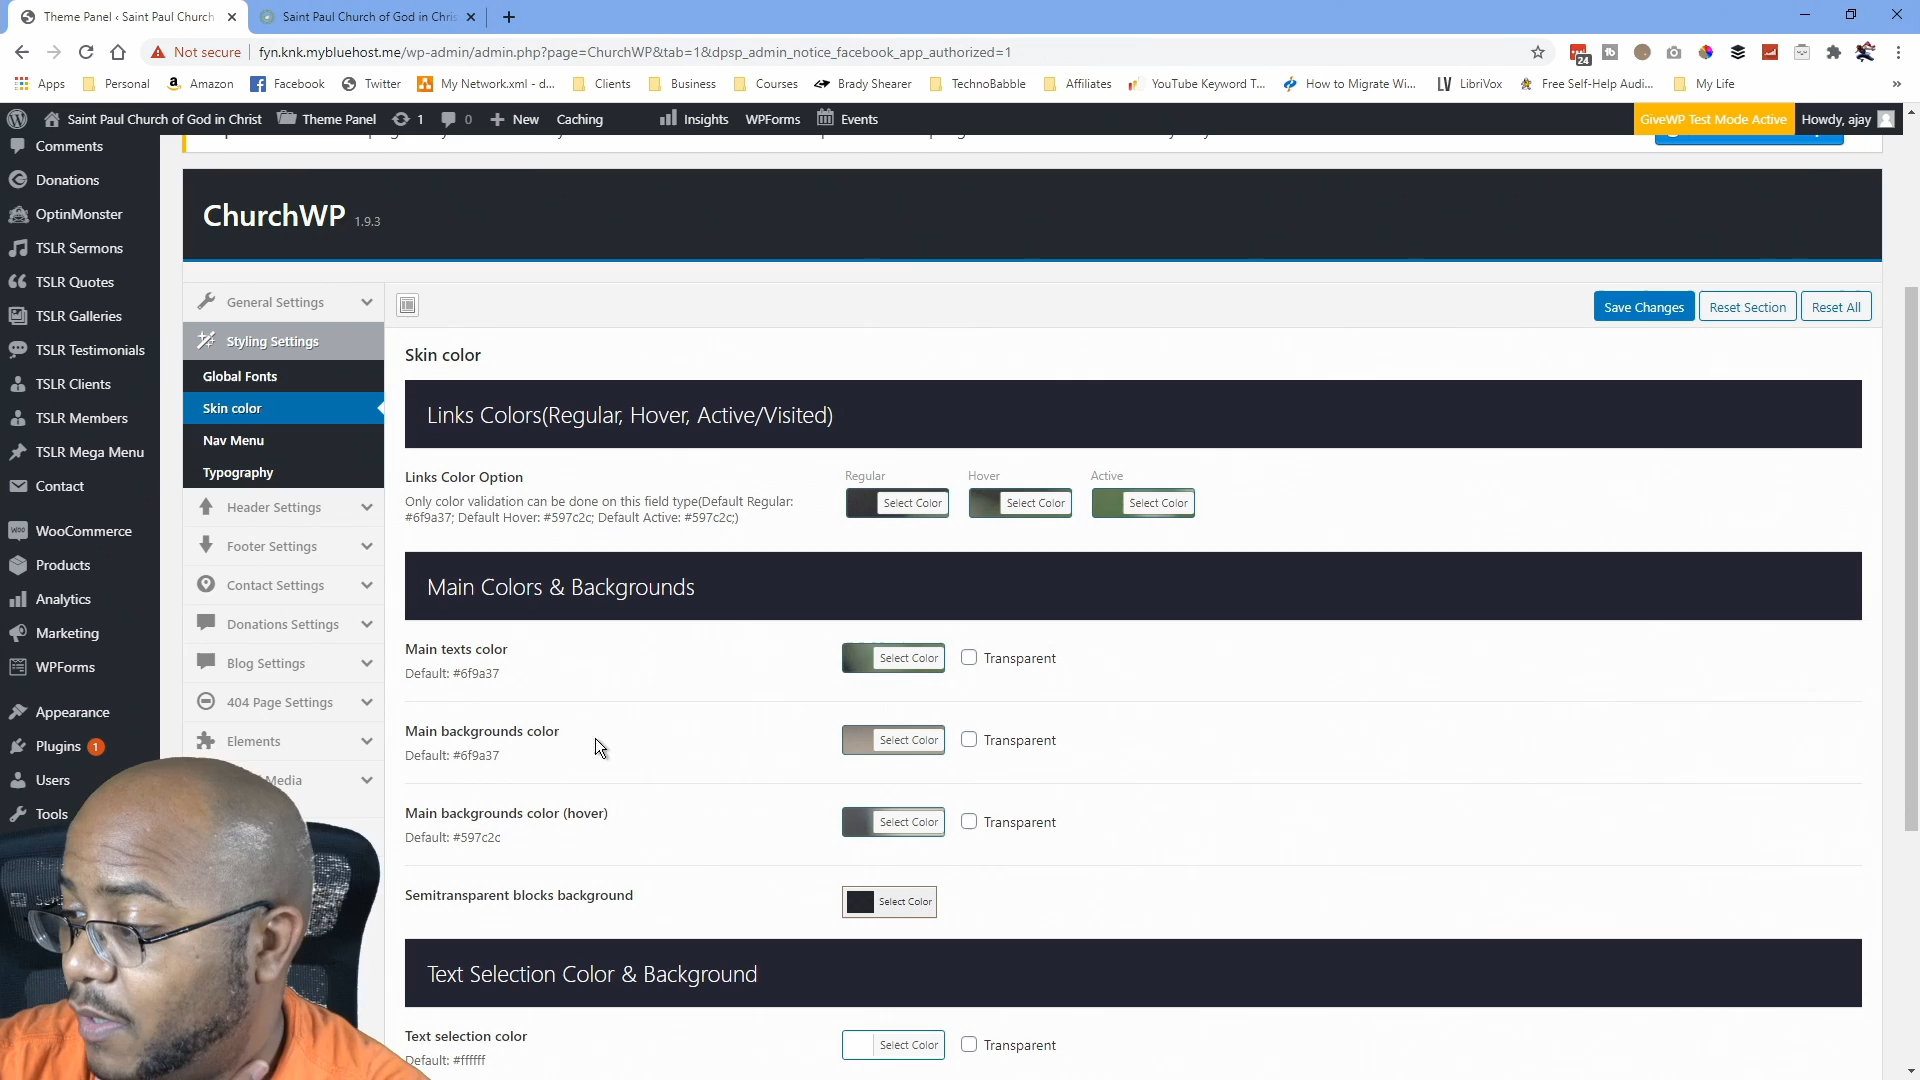 Theme Panel ‹ Saint Paul Church
Saint Paul Church of God in Chris
Not secure
fyn.knk.mybluehost.me/wp-admin/admin.php?page=ChurchWP&tab=1&dpsp_admin_notice_facebook_app_authorized=1
24
Apps
Personal
Amazon
Facebook
Twitter
My Network.xml - d...
Clients
Business
Courses
Brady Shearer
TechnoBabble
Affiliates
YouTube Keyword T...
How to Migrate Wi...
LibriVox
Free Self-Help Audi...
My Life
»
Saint Paul Church of God in Christ
Theme Panel
1
0
New
Caching
Insights
WPForms
Events
GiveWP Test Mode Active
Howdy, ajay
Comments
Donations
OptinMonster
TSLR Sermons
TSLR Quotes
TSLR Galleries
TSLR Testimonials
TSLR Clients
TSLR Members
TSLR Mega Menu
Contact
WooCommerce
Products
Analytics
Marketing
WPForms
Appearance
Plugins 1
Users
Tools
ChurchWP 1.9.3
General Settings
Styling Settings
Global Fonts
Skin color
Nav Menu
Typography
Header Settings
Footer Settings
Contact Settings
Donations Settings
Blog Settings
404 Page Settings
Elements
Media
Save Changes
Reset Section
Reset All
Skin color
Links Colors(Regular, Hover, Active/Visited)
Links Color Option
Only color validation can be done on this field type(Default Regular:
#6f9a37; Default Hover: #597c2c; Default Active: #597c2c;)
Regular
Hover
Active
Select Color
Select Color
Select Color
Main Colors & Backgrounds
Main texts color
Default: #6f9a37
Select Color
Transparent
Main backgrounds color
Default: #6f9a37
Select Color
Transparent
Main backgrounds color (hover)
Default: #597c2c
Select Color
Transparent
Semitransparent blocks background
Select Color
Text Selection Color & Background
Text selection color
Default: #ffffff
Select Color
Transparent